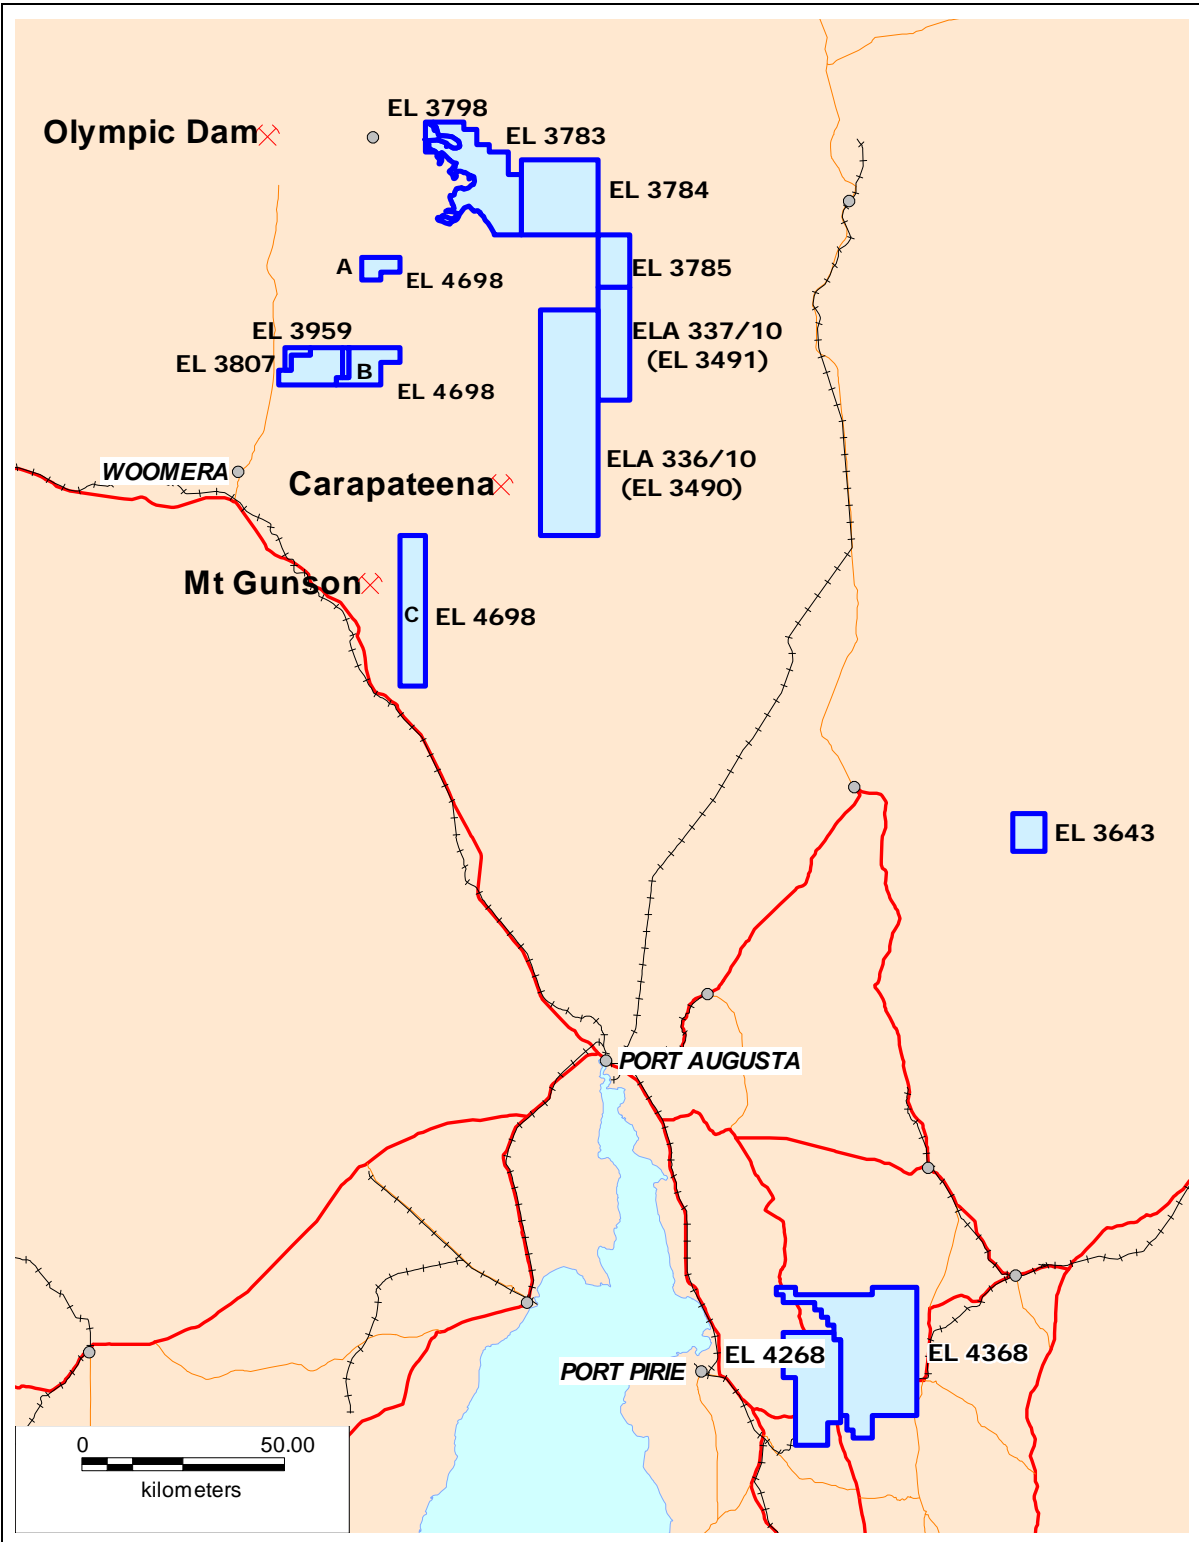 EL 3798
Olympic Dam
EL 3783
EL 3784
A
EL 3785
EL 4698
EL 3959
ELA 337/10
(EL 3491)
EL 3807
B
EL 4698
WOOMERA
ELA 336/10
(EL 3490)
Carapateena
Mt Gunson
C
EL 4698
EL 3643
PORT AUGUSTA
EL 4268
EL 4368
PORT PIRIE
0 50.00
kilometers